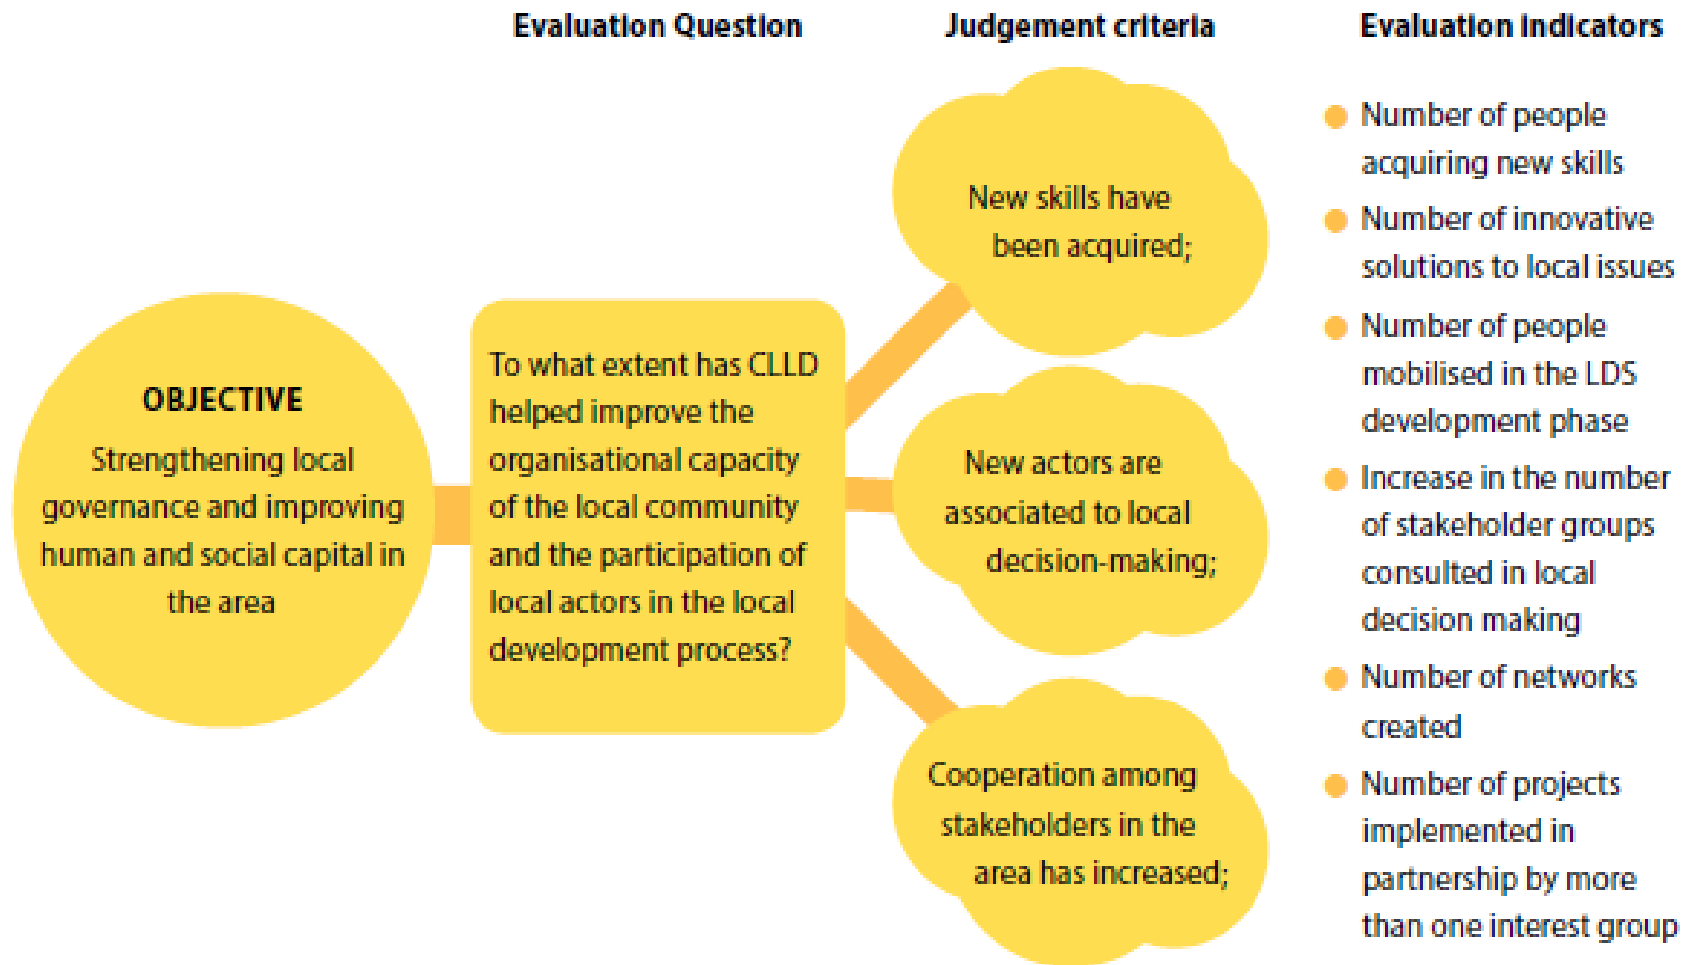 Evaluation Question
Judgement criteria
Evaluation indicators
OBJECTIVE
Strengthening local
governance and improving
human and social capital in
the area
To what extent has CLLD
helped improve the
organisational capacity
of the local community
and the participation of
local actors in the local
development process?
New skills have
been acquired;
New actors are
associated to local
decision-making;
Cooperation among
stakeholders in the
area has increased;
Number of people
acquiring new skills
Number of innovative
solutions to local issues
Number of people
mobilised in the LDS
development phase
Increase in the number
of stakeholder groups
consulted in local
decision making
Number of networks
created
Number of projects
implemented in
partnership by more
than one interest group